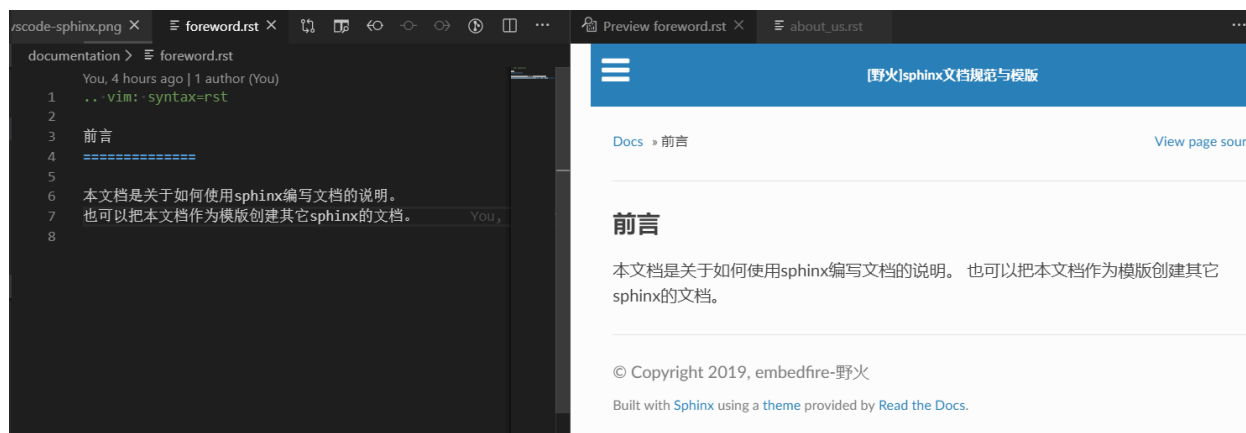 vscode-sphinx.png foreword.rst
documentation > foreword.rst
You, 4 hours ago | 1 author (You)
1 .. vim: syntax=rst
2
3 前言
4 ==============
5
6 本文档是关于如何使用sphinx编写文档的说明。
7 也可以把本文档作为模版创建其它sphinx的文档。 You,
8
Preview foreword.rst about_us.rst
[野火]sphinx文档规范与模版
Docs » 前言 View page sour
前言
本文档是关于如何使用sphinx编写文档的说明。 也可以把本文档作为模版创建其它
sphinx的文档。
© Copyright 2019, embedfire-野火
Built with Sphinx using a theme provided by Read the Docs.